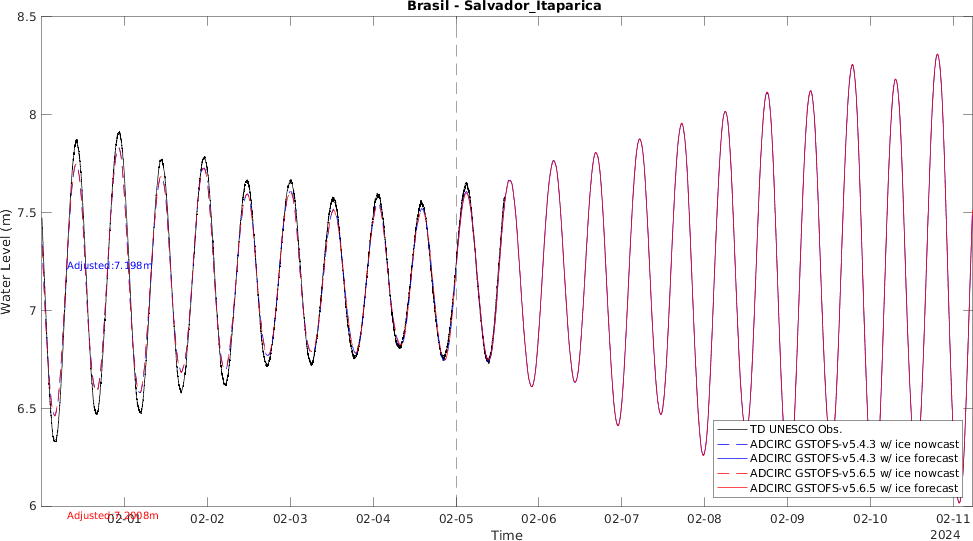 Brasil - Salvador_Itaparica
8.5
8
7.5
7
6.5
6
Water Level (m)
Adjusted:7.198m
Adjusted:7.2008m
TD UNESCO Obs.
ADCIRC GSTOFS-v5.4.3 w/ ice nowcast
ADCIRC GSTOFS-v5.4.3 w/ ice forecast
ADCIRC GSTOFS-v5.6.5 w/ ice nowcast
ADCIRC GSTOFS-v5.6.5 w/ ice forecast
02-01 02-02 02-03 02-04 02-05 02-06 02-07 02-08 02-09 02-10 02-11
Time
2024